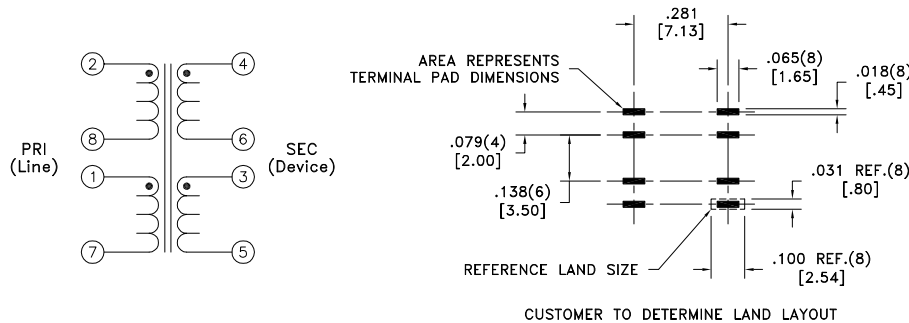 2
4
8
6
PRI
(Line)
SEC
(Device)
1
3
7
5
.281
[7.13]
AREA REPRESENTS
TERMINAL PAD DIMENSIONS
.065(8)
[1.65]
.018(8)
[.45]
.079(4)
[2.00]
.138(6)
[3.50]
.031 REF.(8)
[.80]
REFERENCE LAND SIZE
.100 REF.(8)
[2.54]
CUSTOMER TO DETERMINE LAND LAYOUT